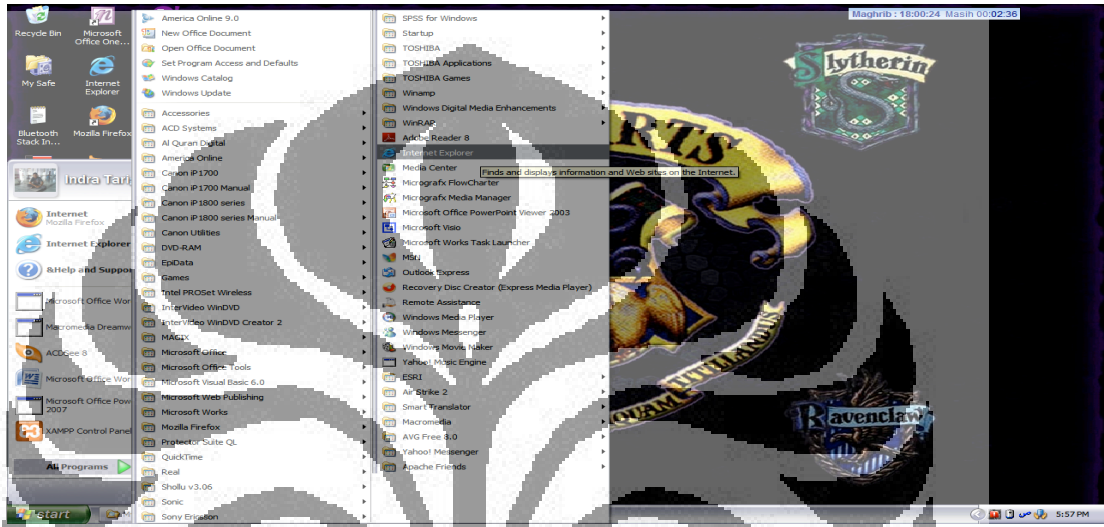 Maghrib : 18:00:24 Masih 00:02:36
Recycle Bin
Microsoft Office One...
My Safe
Internet Explorer
Bluetooth Stack In...
Mozilla Firefox
Indra Tari
Internet
Mozilla Firefox
Internet Explorer
&Help and Suppor
Microsoft Office Wor
Macromedia Dreamw
ACDSee 8
Microsoft Office Wor
Microsoft Office Pow
2007
XAMPP Control Panel
All Programs
start
America Online 9.0
New Office Document
Open Office Document
Set Program Access and Defaults
Windows Catalog
Windows Update
Accessories
ACD Systems
Al Quran Digital
America Online
Canon iP1700
Canon iP1700 Manual
Canon iP1800 series
Canon iP1800 series Manual
Canon Utilities
DVD-RAM
EpiData
Games
Intel PROSet Wireless
InterVideo WinDVD
InterVideo WinDVD Creator 2
MAGIX
Microsoft Office
Microsoft Office Tools
Microsoft Visual Basic 6.0
Microsoft Web Publishing
Microsoft Works
Mozilla Firefox
Protector Suite QL
QuickTime
Real
Shollu v3.06
Sonic
Sony Ericsson
SPSS for Windows
Startup
TOSHIBA
TOSHIBA Applications
TOSHIBA Games
Winamp
Windows Digital Media Enhancements
WinRAR
Adobe Reader 8
Internet Explorer
Media Center
Finds and displays information and Web sites on the Internet.
Micrografx FlowCharter
Micrografx Media Manager
Microsoft Office PowerPoint Viewer 2003
Microsoft Visio
Microsoft Works Task Launcher
MSN
Outlook Express
Recovery Disc Creator (Express Media Player)
Remote Assistance
Windows Media Player
Windows Messenger
Windows Movie Maker
Yahoo! Music Engine
ESRI
Air Strike 2
Smart Translator
Macromedia
AVG Free 8.0
Yahoo! Messenger
Apache Friends
Slytherin
Ravenclaw
5:57 PM